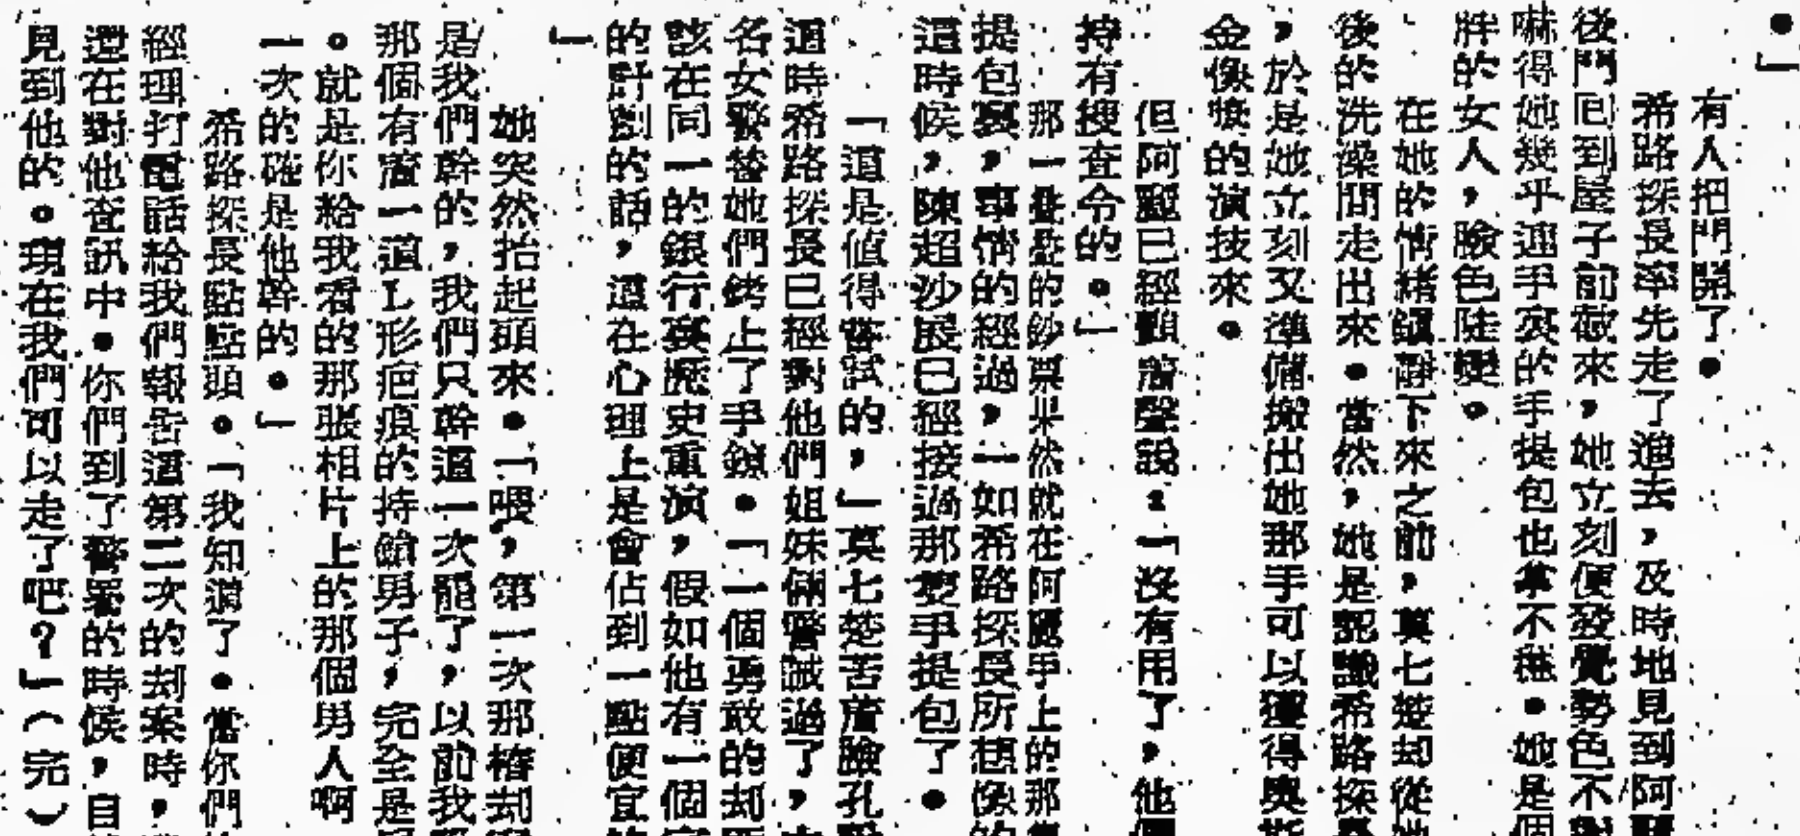 。」
有人把門開了。
希路探長率先走了進去，及時地見到阿麗
後門回到屋子前敲來，她立刻便發覺勢色不對
嚇得她幾乎連手袋的手提包也拿不穩。她是個
牌的女人，臉色陡變。
在她的情緒鎮靜下來之前，莫七楚却從她
後的洗澡間走出來。當然，她是認識希路探長
，於是她立刻又準備搬出她那手可以獲得奧斯
金像獎的演技來。
但阿麗已經顫着聲說：「沒有用了，他們
持有搜查令的。」
那一疊疊的鈔票果然就在阿麗手上的那
提包裏，事情的經過，一如希路探長所想像的
這時候，陳超沙展已經接過那隻手提包了。
「這是值得嘗試的，」莫七楚苦着臉孔
這時希路探長已經對他們姐妹倆警誡過了，
名女警替她們銬上了手鐐。「一個勇敢的却
該在同一的銀行裏歷史重演，假如他有一個
的計劃的話，還在心理上是會佔到一點便宜
」
她突然抬起頭來。「喂，第一次那樁却
是我們幹的，我們只幹這一次罷了，以前我
那個有着一道L形疤痕的持鎗男子，完全是
。就是你給我看的那張相片上的那個男人啊
一次的確是他幹的。」
希路探長點點頭。「我知道了。當你們
經理打電話給我們報告這第二次的刦案時，
還在對他查訊中。你們到了警署的時候，自
見到他的。現在我們可以走了吧？」（完）